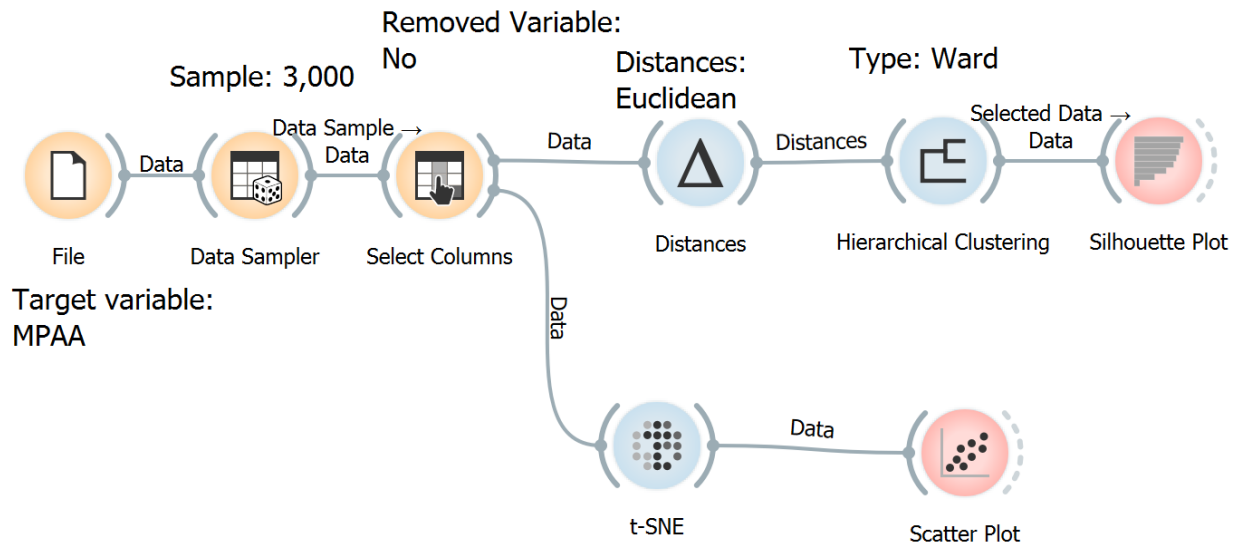 Removed Variable:
No
Sample: 3,000
Distances:
Euclidean
Type: Ward
Data
Data Sample →
Data
Data
Distances
Selected Data →
Data
File
Data Sampler
Select Columns
Distances
Hierarchical Clustering
Silhouette Plot
Target variable:
MPAA
Data
Data
t-SNE
Scatter Plot